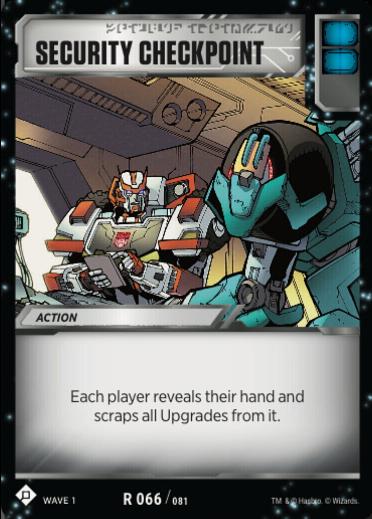 SECURITY CHECKPOINT
ACTION
Each player reveals their hand and
scraps all Upgrades from it.
WAVE 1
R 066 / 081
TM & © Hasbro. © Wizards.